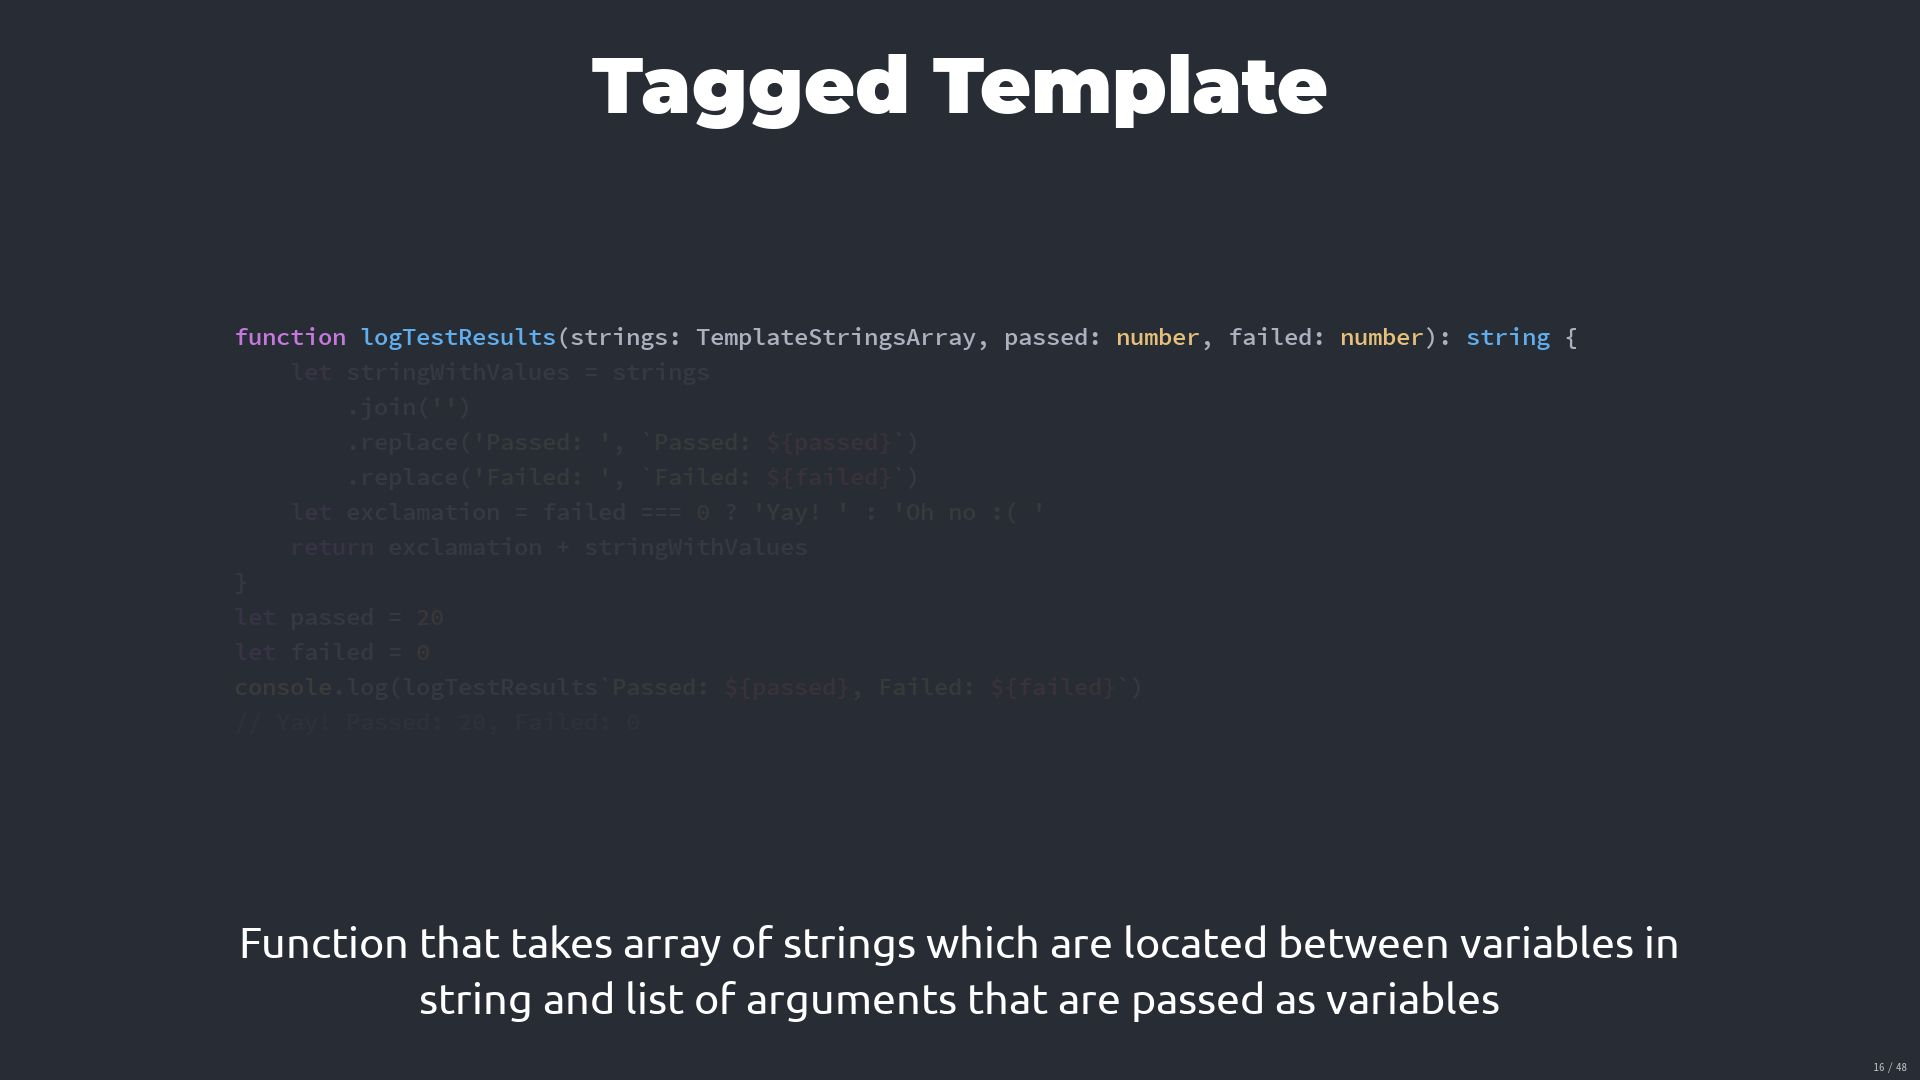 Tagged Template
function logTestResults(strings: TemplateStringsArray, passed: number, failed: number): string {
    let stringWithValues = strings
        .join('')
        .replace('Passed: ', `Passed: ${passed}`)
        .replace('Failed: ', `Failed: ${failed}`)
    let exclamation = failed === 0 ? 'Yay! ' : 'Oh no :( '
    return exclamation + stringWithValues
}
let passed = 20
let failed = 0
console.log(logTestResults`Passed: ${passed}, Failed: ${failed}`)
// Yay! Passed: 20, Failed: 0
Function that takes array of strings which are located between variables in
string and list of arguments that are passed as variables
16 / 48